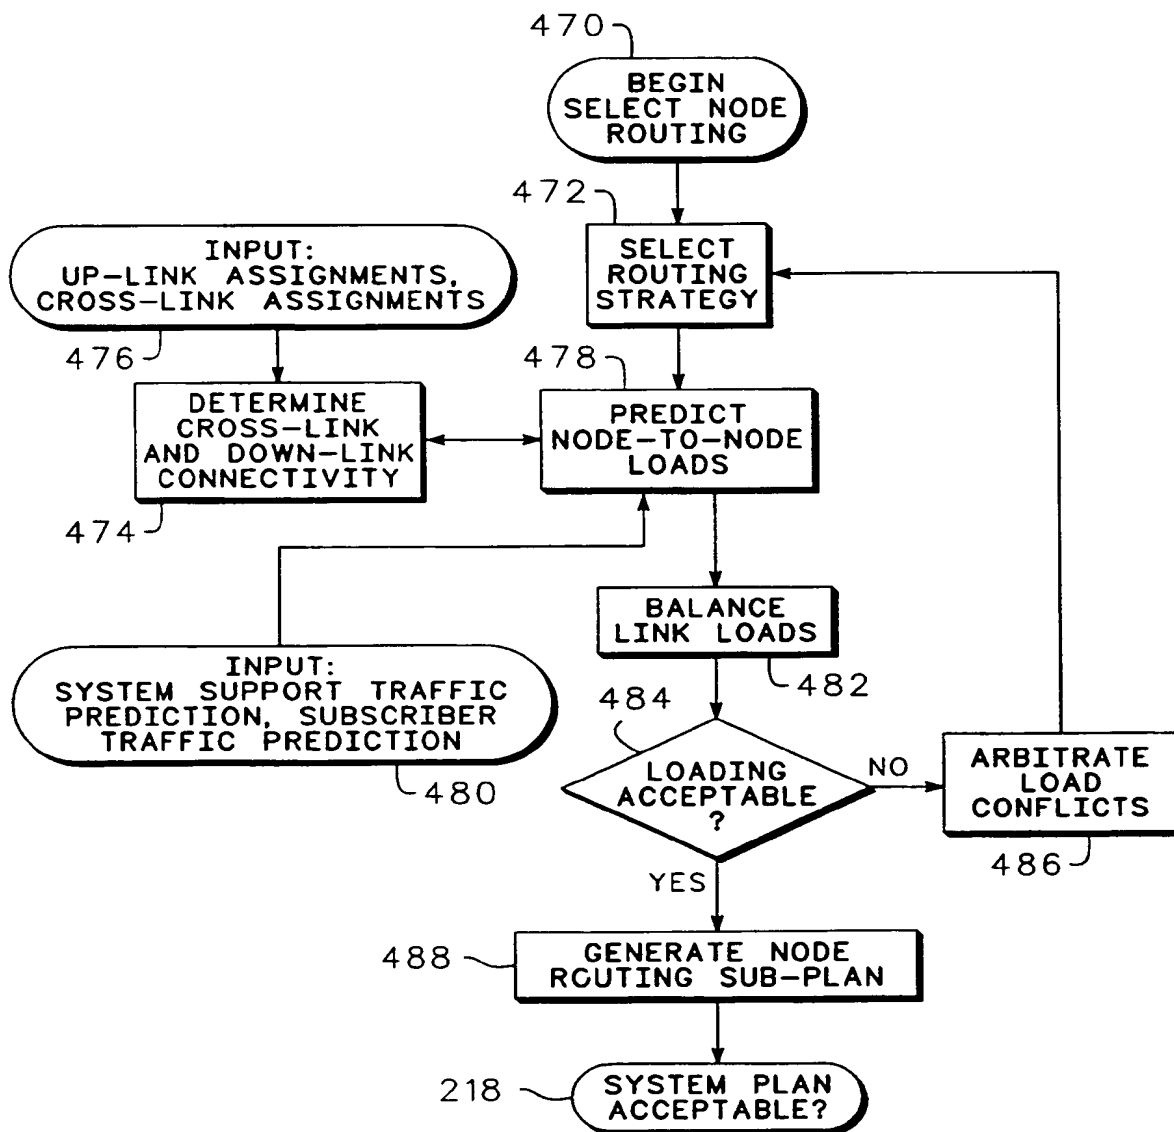 470
BEGIN
SELECT NODE
ROUTING
472
SELECT
ROUTING
STRATEGY
INPUT:
UP-LINK ASSIGNMENTS,
CROSS-LINK ASSIGNMENTS
476
478
DETERMINE
CROSS-LINK
AND DOWN-LINK
CONNECTIVITY
474
PREDICT
NODE-TO-NODE
LOADS
BALANCE
LINK LOADS
482
INPUT:
SYSTEM SUPPORT TRAFFIC
PREDICTION, SUBSCRIBER
TRAFFIC PREDICTION
480
484
LOADING
ACCEPTABLE
?
NO
ARBITRATE
LOAD
CONFLICTS
486
YES
488
GENERATE NODE
ROUTING SUB-PLAN
218
SYSTEM PLAN
ACCEPTABLE?